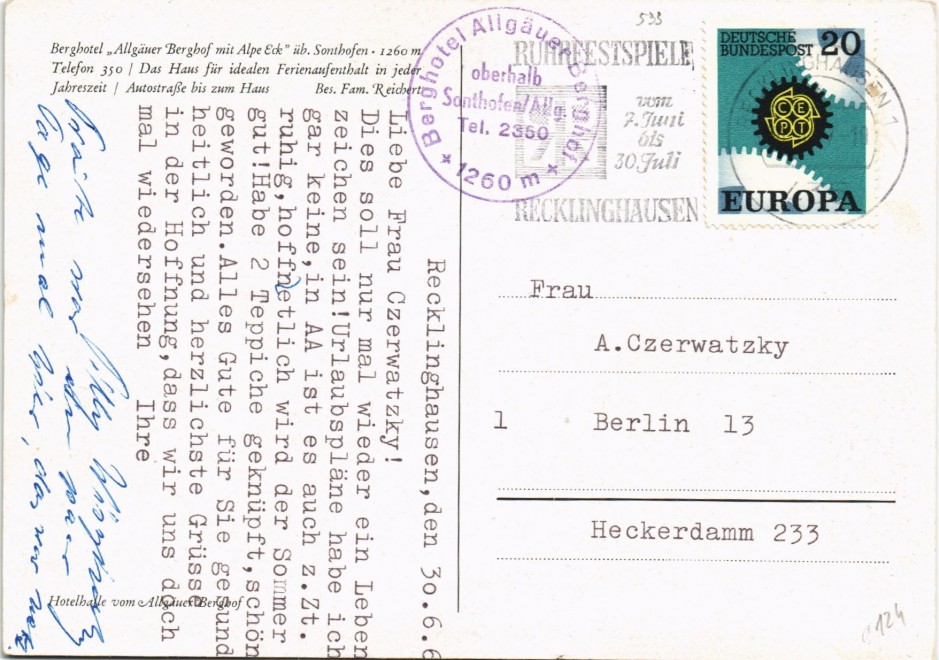 Berghotel „Allgäuer Berghof mit Alpe Eck" üb. Sonthofen · 1260 m
Telefon 350 / Das Haus für idealen Ferienaufenthalt in jeder
Jahreszeit / Autostraße bis zum Haus Bes. Fam. Reichert
Berghotel Allgäuer Berghof
oberhalb
Sonthofen/Allg.
Tel. 2350
* 1260 m *
533
RUHRFESTSPIELE
vom
7. Juni
bis
30. Juli
RECKLINGHAUSEN
DEUTSCHE
BUNDESPOST 20
CEPT
EUROPA
Recklinghausen,den 30.6.6
Liebe Frau Czerwatzky!
Dies soll nur mal wieder ein Leben
zeichen sein!Urlaubspläne habe ich
gar keine,in AA ist es auch z.Zt.
ruhig,hoffnetlich wird der Sommer
gut!Habe 2 Teppiche geknüpft,schön
geworden.Alles Gute für Sie gesund
heitlich und herzlichste Grüsse
in der Hoffnung,dass wir uns doch
mal wiedersehen Ihre
mal
Frau
A.Czerwatzky
1 Berlin 13
Heckerdamm 233
Hotelhalle vom Allgäuer Berghof
124